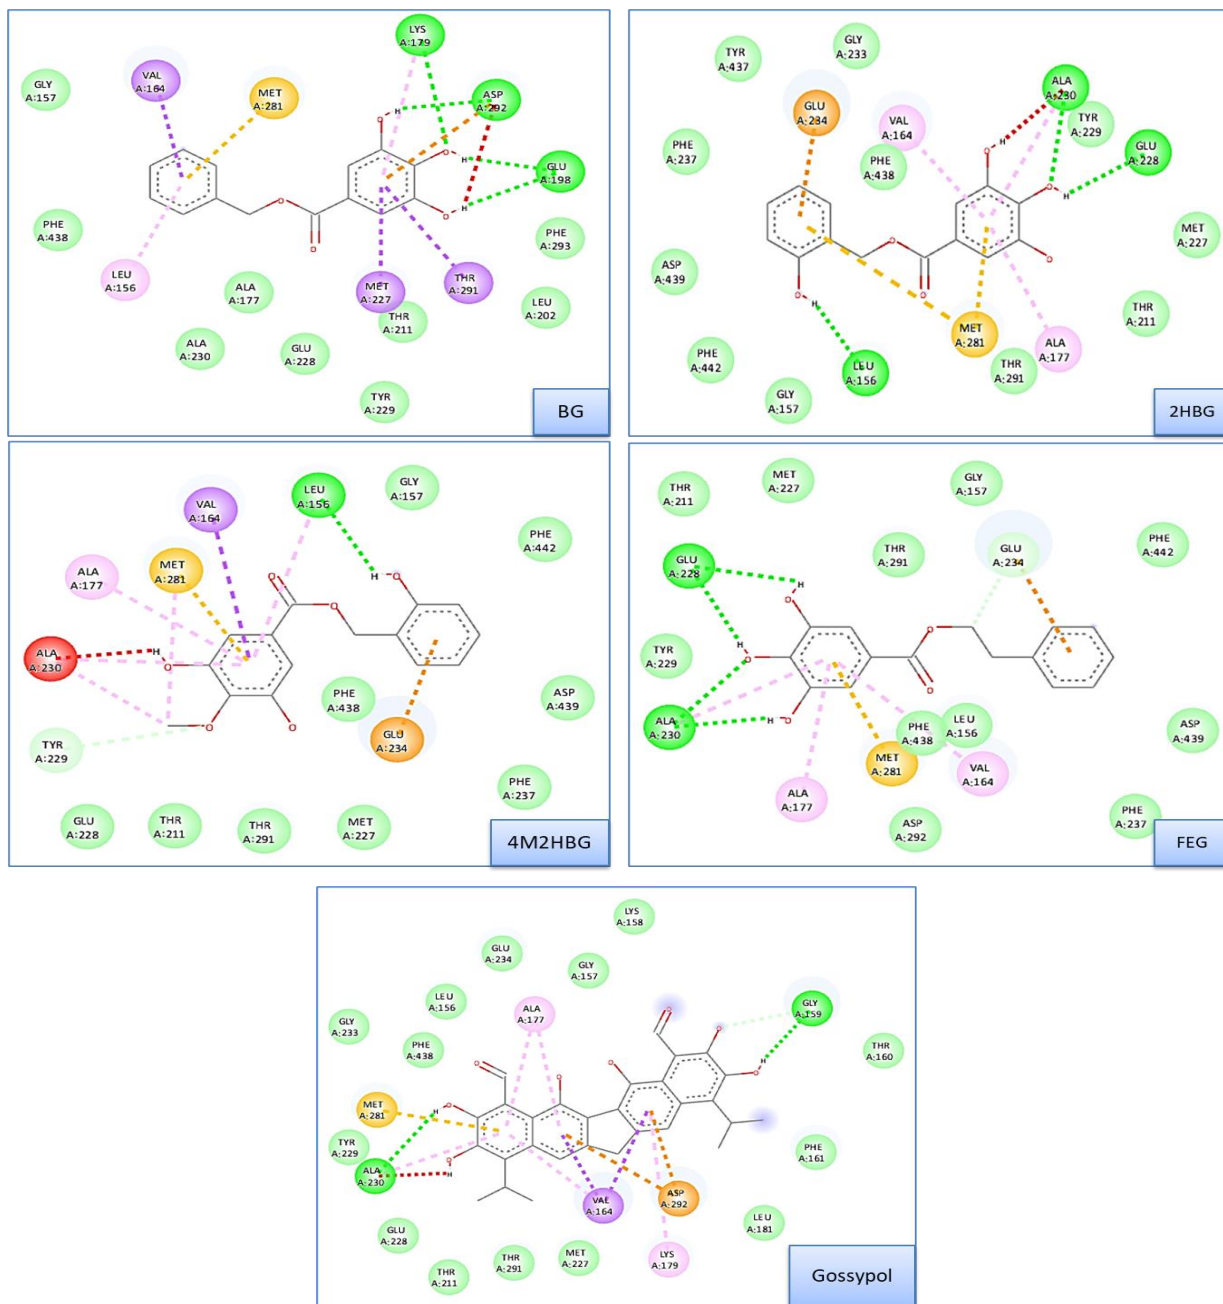 LYS
A:179
VAL
A:164
GLY
A:157
MET
A:281
ASP
A:292
O H
O H
GLU
A:198
O H
O
O
PHE
A:438
PHE
A:293
LEU
A:156
ALA
A:177
MET
A:227
THR
A:291
LEU
A:202
THR
A:211
ALA
A:230
GLU
A:228
TYR
A:229
BG
TYR
A:437
GLY
A:233
GLU
A:234
VAL
A:164
ALA
A:230
TYR
A:229
PHE
A:237
PHE
A:438
GLU
A:228
O H
O H
O
O
O
O H
MET
A:227
ASP
A:439
MET
A:281
ALA
A:177
THR
A:211
PHE
A:442
LEU
A:156
THR
A:291
GLY
A:157
2HBG
LEU
A:156
GLY
A:157
VAL
A:164
PHE
A:442
ALA
A:177
MET
A:281
H O
O
O
ALA
A:230
H O
O
O
PHE
A:438
ASP
A:439
TYR
A:229
GLU
A:234
PHE
A:237
GLU
A:228
THR
A:211
THR
A:291
MET
A:227
4M2HBG
THR
A:211
MET
A:227
GLY
A:157
GLU
A:228
THR
A:291
GLU
A:234
PHE
A:442
H
O
H O
H O
O
O
TYR
A:229
ALA
A:230
PHE
A:438
LEU
A:156
ASP
A:439
MET
A:281
VAL
A:164
ALA
A:177
ASP
A:292
PHE
A:237
FEG
LYS
A:158
GLU
A:234
GLY
A:157
LEU
A:156
ALA
A:177
GLY
A:159
GLY
A:233
PHE
A:438
THR
A:160
O
O
O
O
O
O H
H O
H O
MET
A:281
TYR
A:229
ALA
A:230
PHE
A:161
VAL
A:164
ASP
A:292
LEU
A:181
GLU
A:228
THR
A:211
THR
A:291
MET
A:227
LYS
A:179
Gossypol